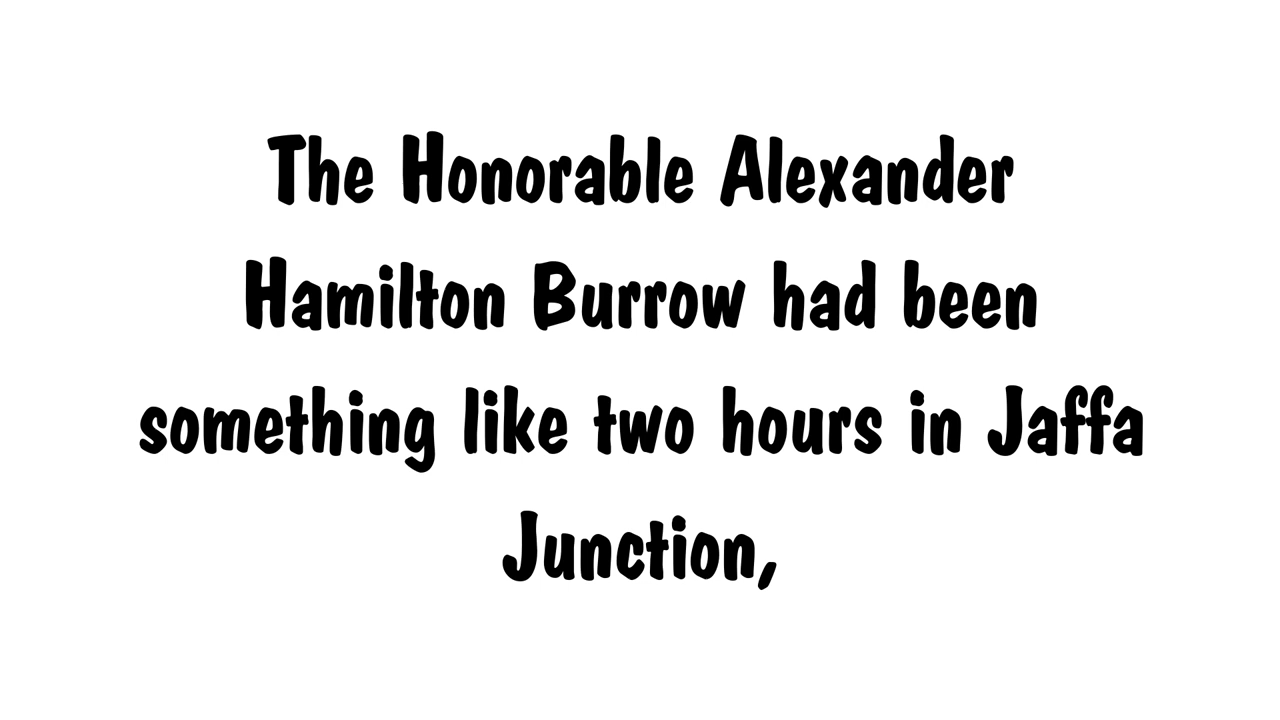 The Honorable Alexander
Hamilton Burrow had been
something like two hours in Jaffa
Junction,